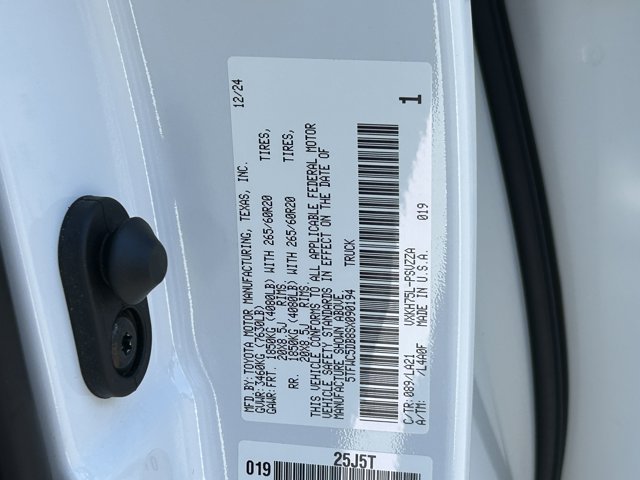 MFD.BY: TOYOTA MOTOR MANUFACTURING, TEXAS, INC. 12/24
GVWR:3460KG (7630LB)
GAWR:FRT. 1850KG (4080LB) WITH 265/60R20 TIRES,
20X8.5J RIMS,
RR. 1850KG (4080LB) WITH 265/60R20 TIRES,
20X8.5J RIMS.
THIS VEHICLE CONFORMS TO ALL APPLICABLE FEDERAL MOTOR
VEHICLE SAFETY STANDARDS IN EFFECT ON THE DATE OF
MANUFACTURE SHOWN ABOVE.
5TFWC5DB8SX090194 TRUCK
C/TR:089/LA21 VXKH75L-PSVZZA 019
A/TM: /L4A0F MADE IN U.S.A. 1
019 25J5T